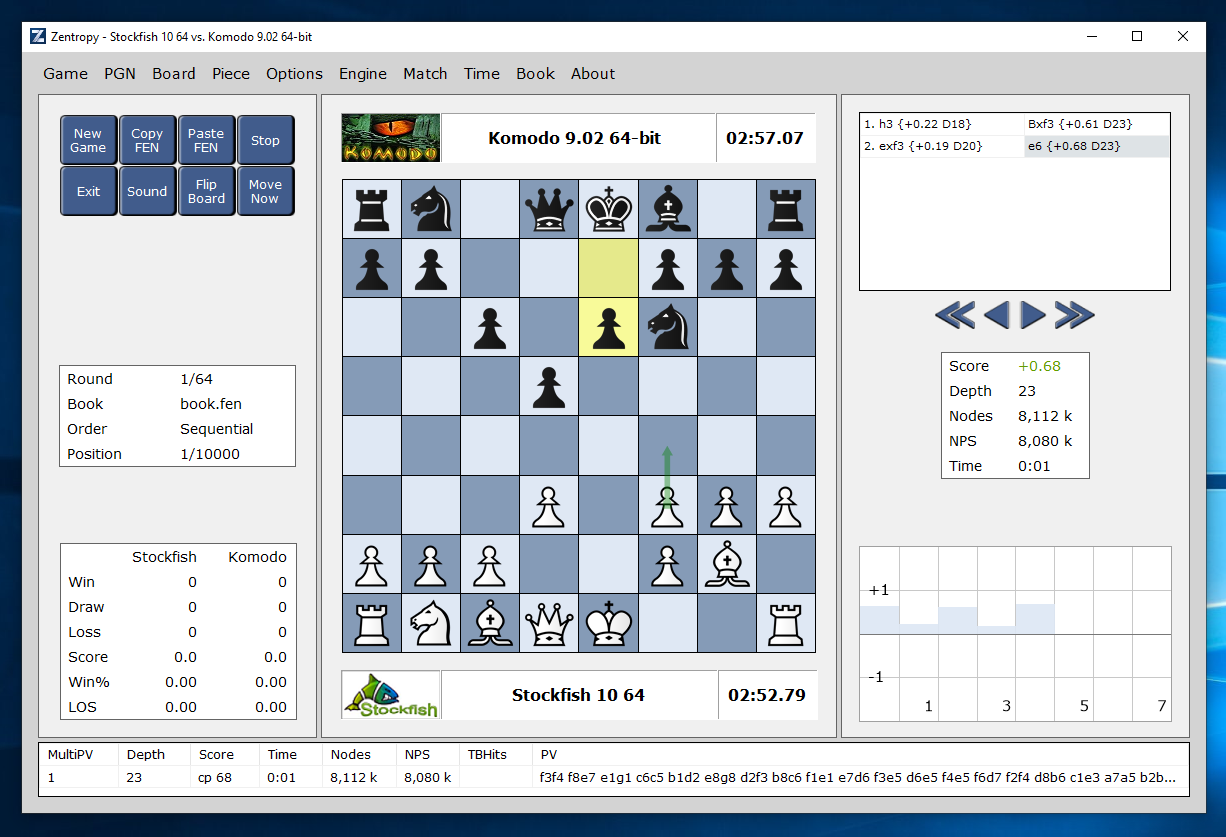 Zentropy - Stockfish 10 64 vs. Komodo 9.02 64-bit
Game PGN Board Piece Options Engine Match Time Book About
New Game Copy FEN Paste FEN Stop
Exit Sound Flip Board Move Now
Round 1/64
Book book.fen
Order Sequential
Position 1/10000
Stockfish Komodo
Win 0 0
Draw 0 0
Loss 0 0
Score 0.0 0.0
Win% 0.00 0.00
LOS 0.00 0.00
KOMODO
Komodo 9.02 64-bit 02:57.07
Stockfish
Stockfish 10 64 02:52.79
1. h3 {+0.22 D18} Bxf3 {+0.61 D23}
2. exf3 {+0.19 D20} e6 {+0.68 D23}
Score +0.68
Depth 23
Nodes 8,112 k
NPS 8,080 k
Time 0:01
+1
-1
1 3 5 7
MultiPV Depth Score Time Nodes NPS TBHits PV
1 23 cp 68 0:01 8,112 k 8,080 k f3f4 f8e7 e1g1 c6c5 b1d2 e8g8 d2f3 b8c6 f1e1 e7d6 f3e5 d6e5 f4e5 f6d7 f2f4 d8b6 c1e3 a7a5 b2b...